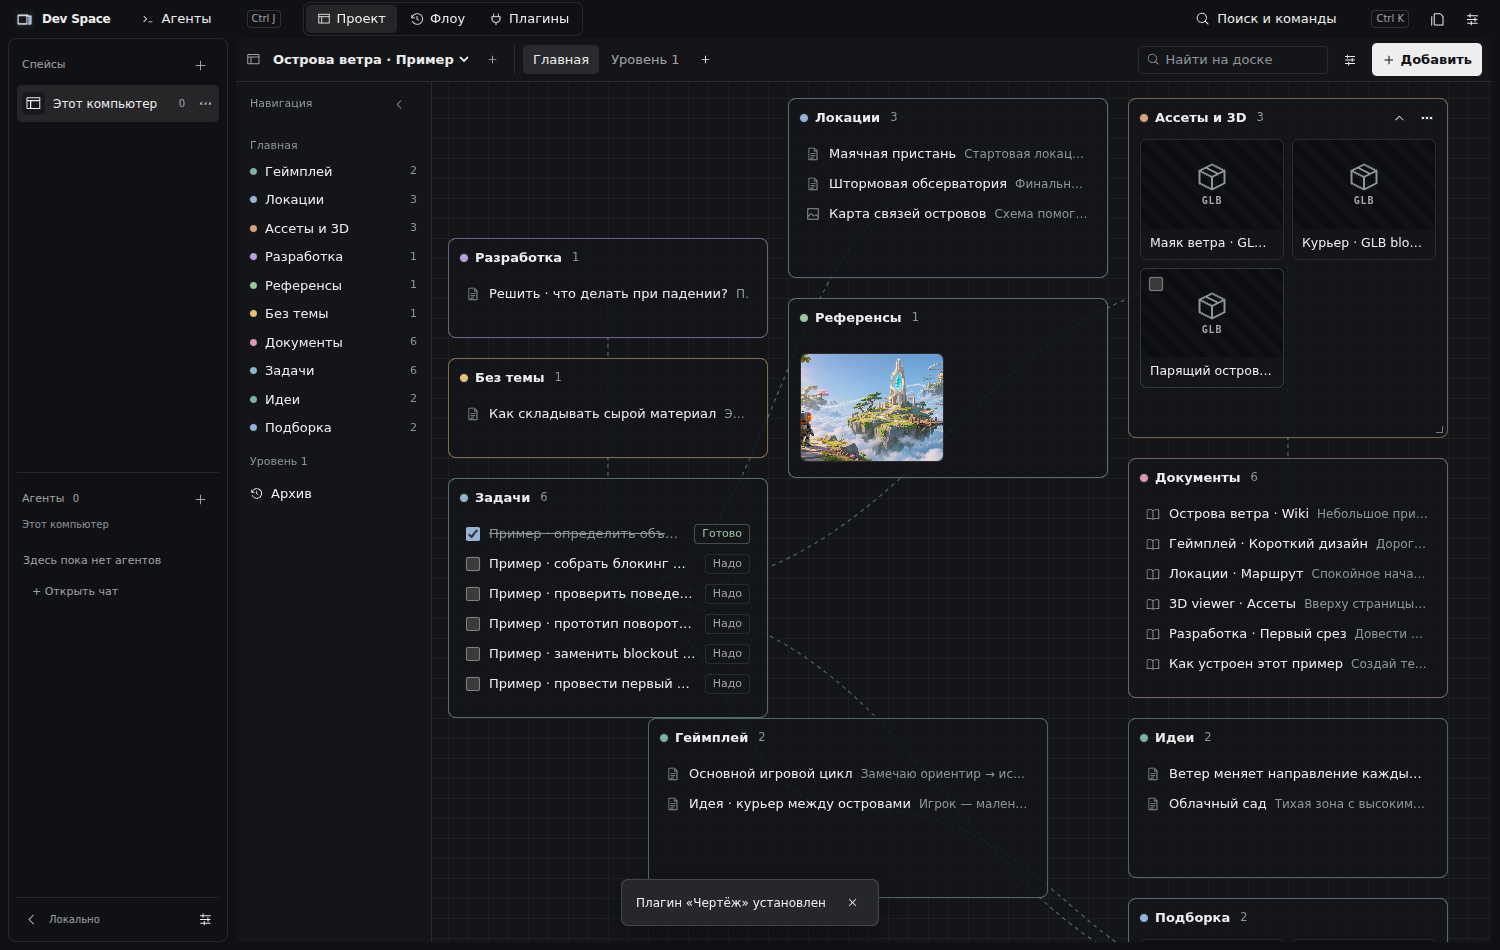 Dev Space
Агенты
Ctrl J
Проект
Флоу
Плагины
Поиск и команды
Ctrl K
Спейсы
Этот компьютер 0
Агенты 0
Этот компьютер
Здесь пока нет агентов
+ Открыть чат
Локально
Острова ветра · Пример
Главная
Уровень 1
Найти на доске
Добавить
Навигация
Главная
Геймплей 2
Локации 3
Ассеты и 3D 3
Разработка 1
Референсы 1
Без темы 1
Документы 6
Задачи 6
Идеи 2
Подборка 2
Уровень 1
Архив
Разработка 1
Решить · что делать при падении? П.
Без темы 1
Как складывать сырой материал Э…
Задачи 6
Пример · определить объ… Готово
Пример · собрать блокинг … Надо
Пример · проверить поведе… Надо
Пример · прототип поворот… Надо
Пример · заменить blockout … Надо
Пример · провести первый … Надо
Локации 3
Маячная пристань Стартовая локац…
Штормовая обсерватория Финальн…
Карта связей островов Схема помог…
Референсы 1
Геймплей 2
Основной игровой цикл Замечаю ориентир → ис…
Идея · курьер между островами Игрок — мален…
Ассеты и 3D 3
GLB
Маяк ветра · GL…
GLB
Курьер · GLB blo…
GLB
Парящий остров…
Документы 6
Острова ветра · Wiki Небольшое при…
Геймплей · Короткий дизайн Дорог…
Локации · Маршрут Спокойное нача…
3D viewer · Ассеты Вверху страницы…
Разработка · Первый срез Довести …
Как устроен этот пример Создай те…
Идеи 2
Ветер меняет направление кажды…
Облачный сад Тихая зона с высоким…
Подборка 2
Плагин «Чертёж» установлен